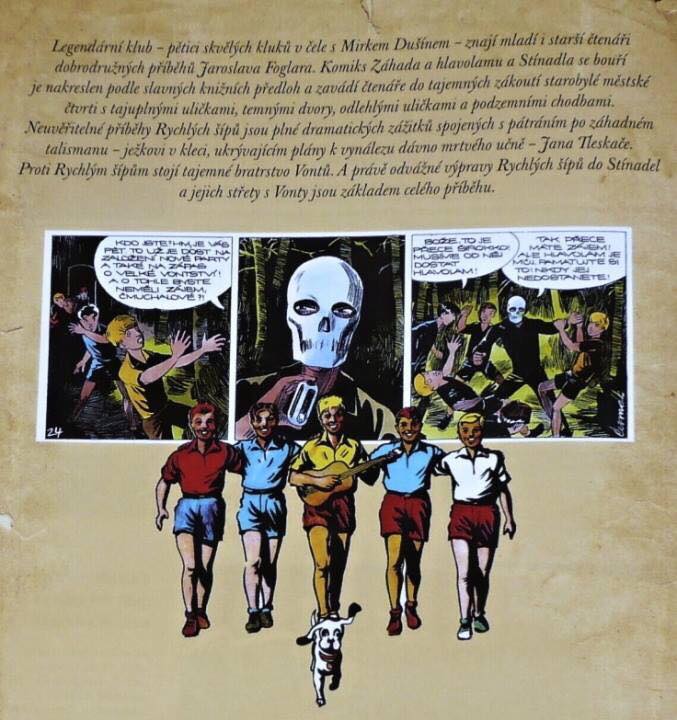 Legendární klub – pětici skvělých kluků v čele s Mirkem Dušínem – znají mladí i starší čtenáři
dobrodružných příběhů Jaroslava Foglara. Komiks Záhada a hlavolamu a Stínadla se bouří
je nakreslen podle slavných knižních předloh a zavádí čtenáře do tajemných zákoutí starobylé městské
čtvrti s tajuplnými uličkami, temnými dvory, odlehlými uličkami a podzemními chodbami.
Neuvěřitelné příběhy Rychlých šípů jsou plné dramatických zážitků spojených s pátráním po záhadném
talismanu – ježkovi v kleci, ukrývajícím plány k vynálezu dávno mrtvého učně – Jana Tleskače.
Proti Rychlým šípům stojí tajemné bratrstvo Vontů. A právě odvážné výpravy Rychlých šípů do Stínadel
a jejich střety s Vonty jsou základem celého příběhu.
KDO JSTE? HM, JE VÁS
PĚT. TO UŽ JE DOST NA
ZALOŽENÍ NOVÉ PARTY
A TAKÉ NA ZÁPAS
O VELKÉ VONTSTVÍ!
A O TOHLE BYSTE
NEMĚLI ZÁJEM,
ČMUCHALOVÉ?!
24
BOŽE, TO JE
PŘECE ŠIROKKO!
MUSÍME OD NĚJ
DOSTAT
HLAVOLAM!
TAK PŘECE
MÁTE ZÁJEM!
ALE HLAVOLAM JE
MŮJ, PAMATUJTE SI
TO! NIKDY JEJ
NEDOSTANETE!
čermák